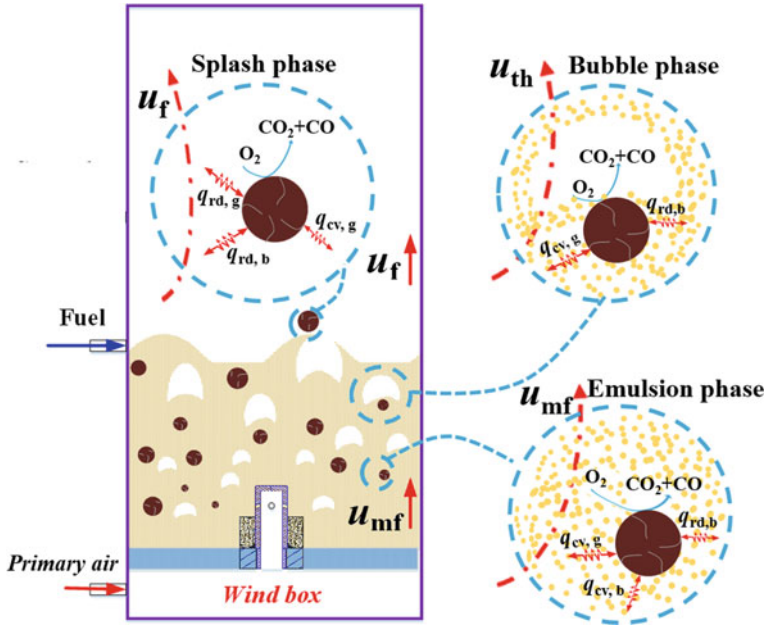 Splash phase
u_f
CO₂+CO
O₂
q_rd, g
q_cv, g
q_rd, b
u_f
Fuel
u_mf
Primary air
Wind box
u_th
Bubble phase
CO₂+CO
O₂
q_rd,b
q_cv, g
u_mf
Emulsion phase
O₂
CO₂+CO
q_rd,b
q_cv, g
q_cv, b